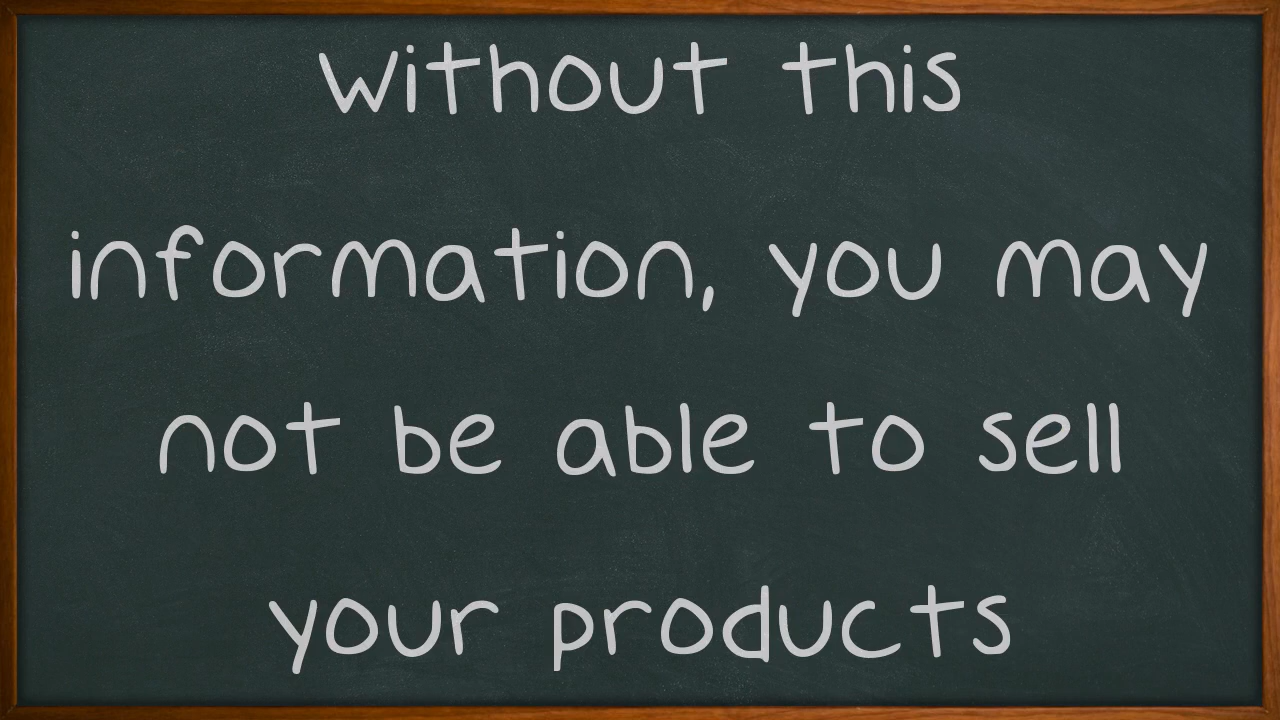 without this
information, you may
not be able to sell
your products